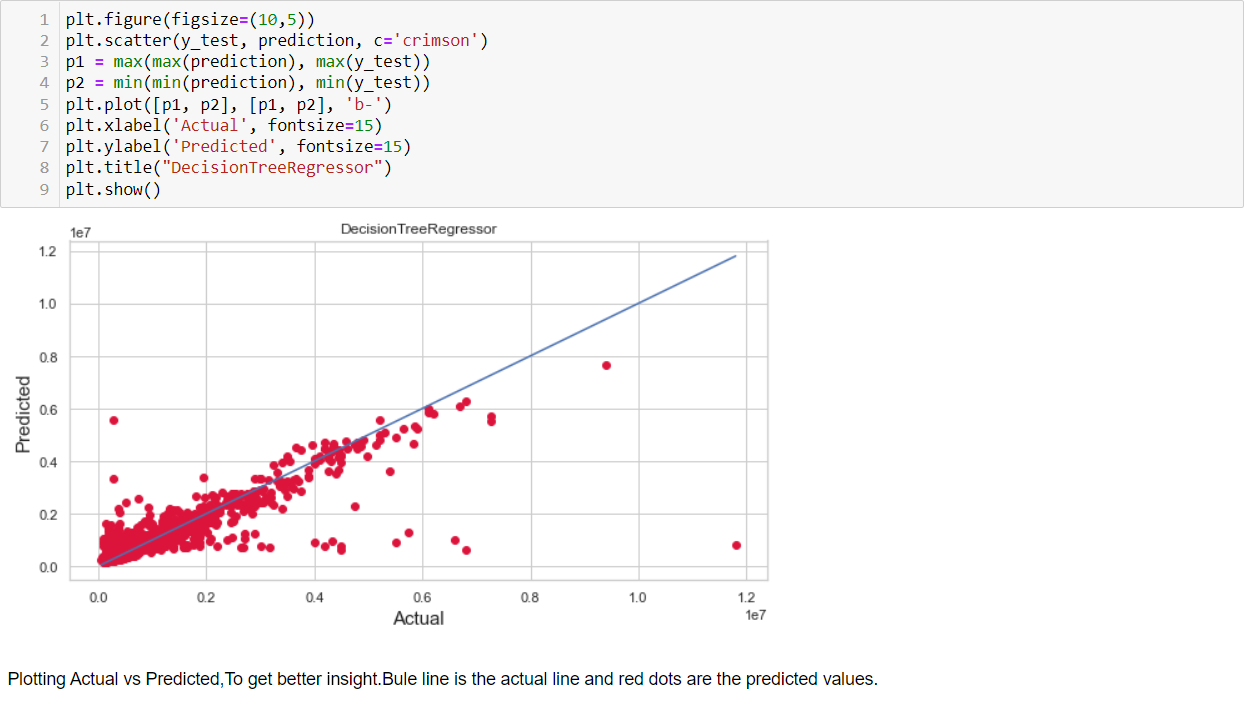 1 plt.figure(figsize=(10,5))
2 plt.scatter(y_test, prediction, c='crimson')
3 p1 = max(max(prediction), max(y_test))
4 p2 = min(min(prediction), min(y_test))
5 plt.plot([p1, p2], [p1, p2], 'b-')
6 plt.xlabel('Actual', fontsize=15)
7 plt.ylabel('Predicted', fontsize=15)
8 plt.title("DecisionTreeRegressor")
9 plt.show()
1e7
DecisionTreeRegressor
1.2
1.0
0.8
0.6
0.4
0.2
0.0
Predicted
0.0 0.2 0.4 0.6 0.8 1.0 1.2
1e7
Actual
Plotting Actual vs Predicted,To get better insight.Bule line is the actual line and red dots are the predicted values.